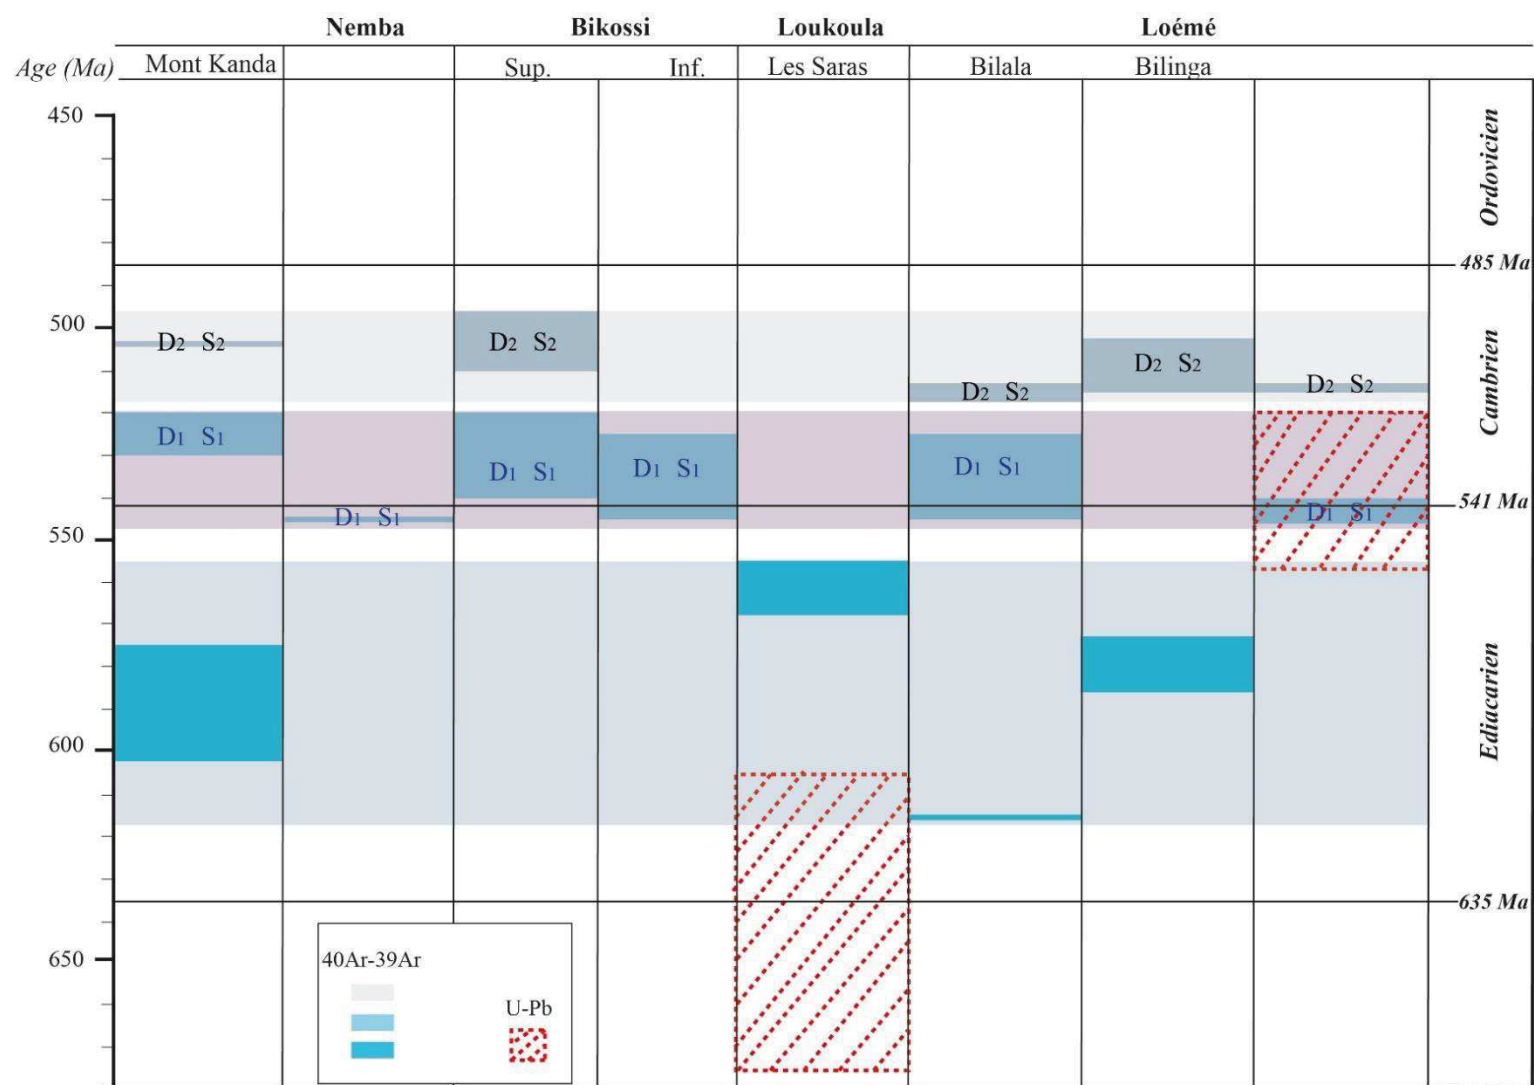 Nemba Bikossi Loukoula Loémé
Age (Ma) Mont Kanda Sup. Inf. Les Saras Bilala Bilinga
450
Ordovicien
485 Ma
500
D2 S2 D2 S2 D2 S2 D2 S2 D2 S2
Cambrien
D1 S1 D1 S1 D1 S1 D1 S1
541 Ma
D1 S1 D1 S1
550
Ediacarien
600
635 Ma
650
40Ar-39Ar
U-Pb